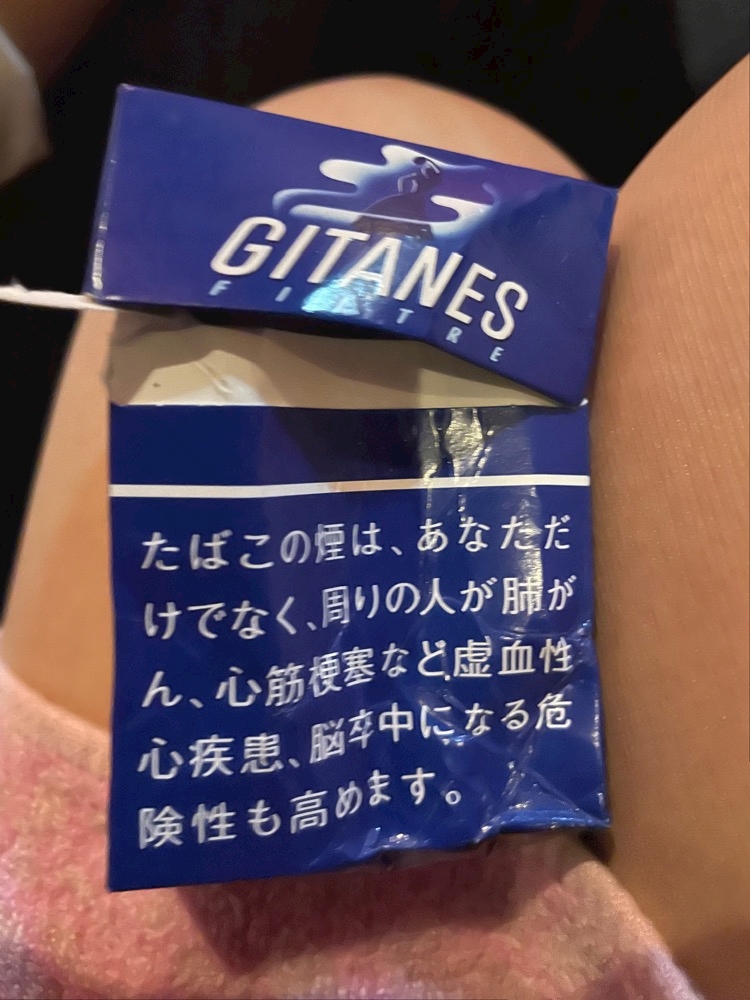 GITANES
FILTRE
たばこの煙は、あなただ
けでなく、周りの人が肺が
ん、心筋梗塞など虚血性
心疾患、脳卒中になる危
険性も高めます。